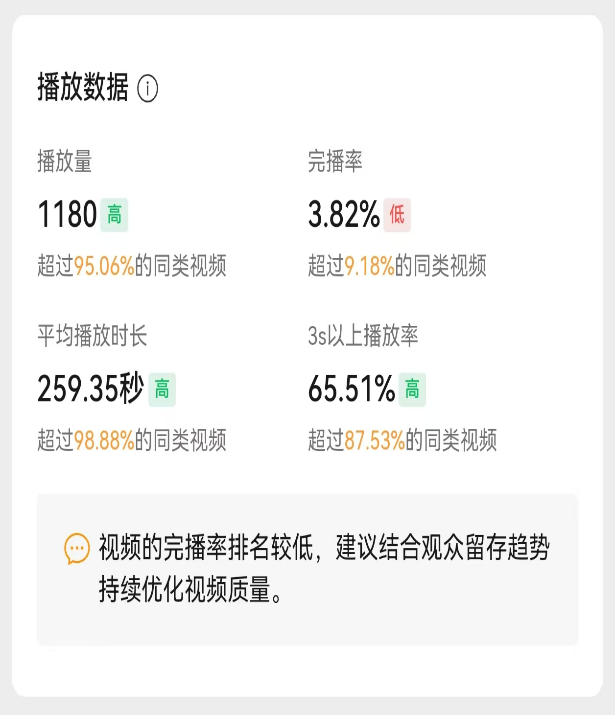 播放数据
播放量
完播率
1180 高
3.82% 低
超过95.06%的同类视频
超过9.18%的同类视频
平均播放时长
3s以上播放率
259.35秒 高
65.51% 高
超过98.88%的同类视频
超过87.53%的同类视频
视频的完播率排名较低，建议结合观众留存趋势
持续优化视频质量。